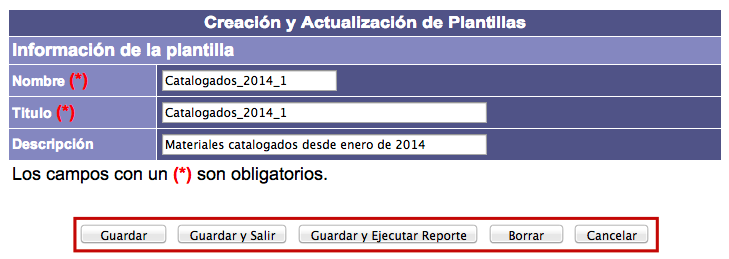 Creación y Actualización de Plantillas
Información de la plantilla
Nombre (*) Catalogados_2014_1
Titulo (*) Catalogados_2014_1
Descripción Materiales catalogados desde enero de 2014
Los campos con un (*) son obligatorios.
Guardar Guardar y Salir Guardar y Ejecutar Reporte Borrar Cancelar